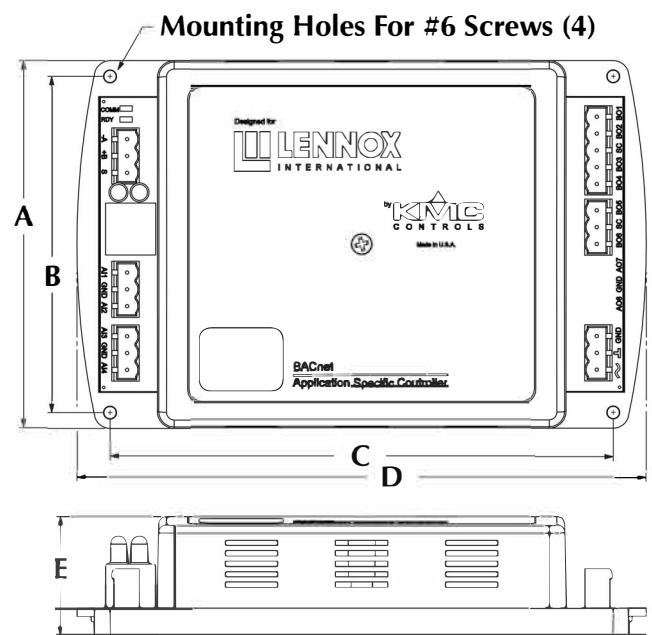 Mounting Holes For #6 Screws (4)
COMM
RDY
-A +B S
AI1 GND AI2
AI3 GND AI4
Designed for
LENNOX
INTERNATIONAL
by KMC
CONTROLS
Made in U.S.A.
BACnet
Application Specific Controller
BO4 BO3 SC BO2 BO1
BO6 SC BO5
AO8 GND AO7
~ ⊥ GND
A
B
C
D
E